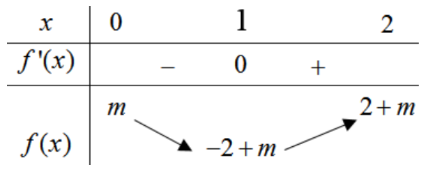 x 0 1 2
f'(x) − 0 +
m 2+m
f(x) −2+m